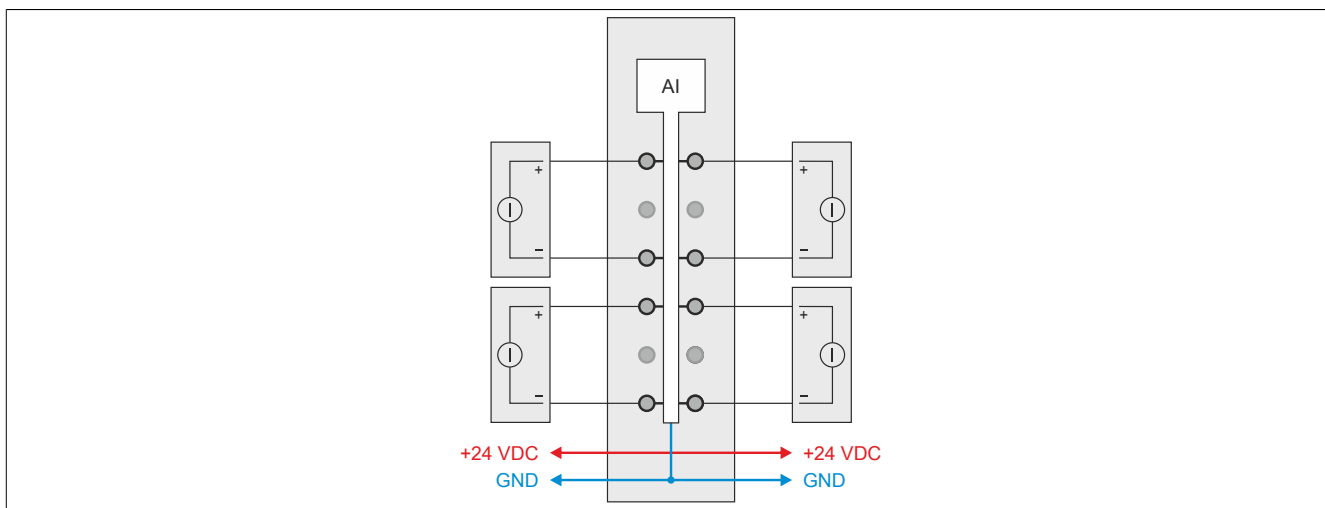 AI
+ +
I I
− −
+ +
I I
− −
+24 VDC +24 VDC
GND GND